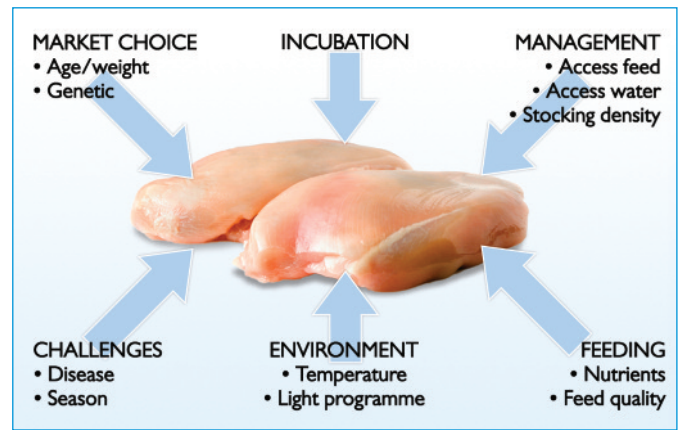 MARKET CHOICE
• Age/weight
• Genetic
INCUBATION
MANAGEMENT
• Access feed
• Access water
• Stocking density
CHALLENGES
• Disease
• Season
ENVIRONMENT
• Temperature
• Light programme
FEEDING
• Nutrients
• Feed quality